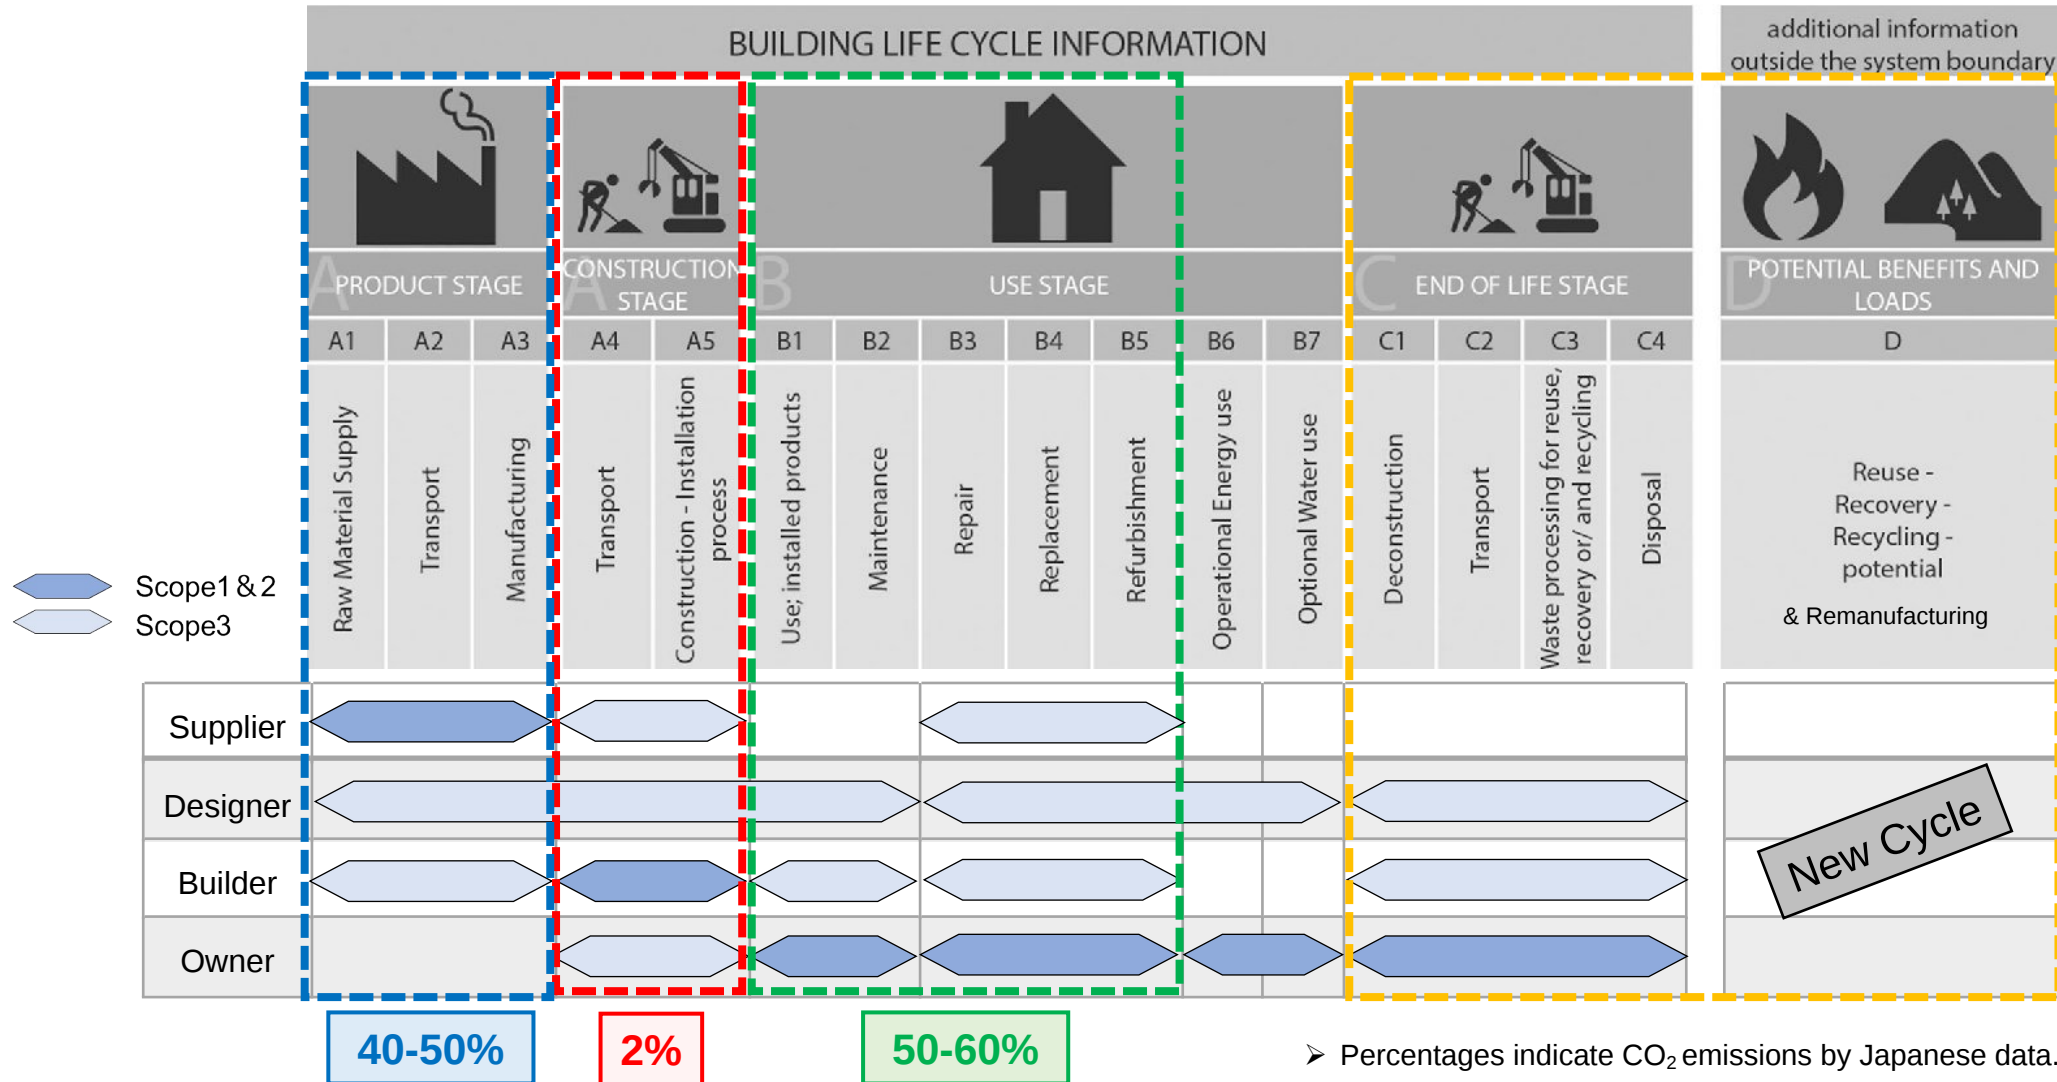 BUILDING LIFE CYCLE INFORMATION
additional information
outside the system boundary
A
PRODUCT STAGE
A
CONSTRUCTION
STAGE
B
USE STAGE
C
END OF LIFE STAGE
D
POTENTIAL BENEFITS AND
LOADS
A1
A2
A3
A4
A5
B1
B2
B3
B4
B5
B6
B7
C1
C2
C3
C4
D
Raw Material Supply
Transport
Manufacturing
Transport
Construction - Installation
process
Use; installed products
Maintenance
Repair
Replacement
Refurbishment
Operational Energy use
Optional Water use
Deconstruction
Transport
Waste processing for reuse,
recovery or/ and recycling
Disposal
Reuse -
Recovery -
Recycling -
potential
& Remanufacturing
Scope1 & 2
Scope3
Supplier
Designer
Builder
Owner
New Cycle
40-50%
2%
50-60%
➢ Percentages indicate CO₂ emissions by Japanese data.